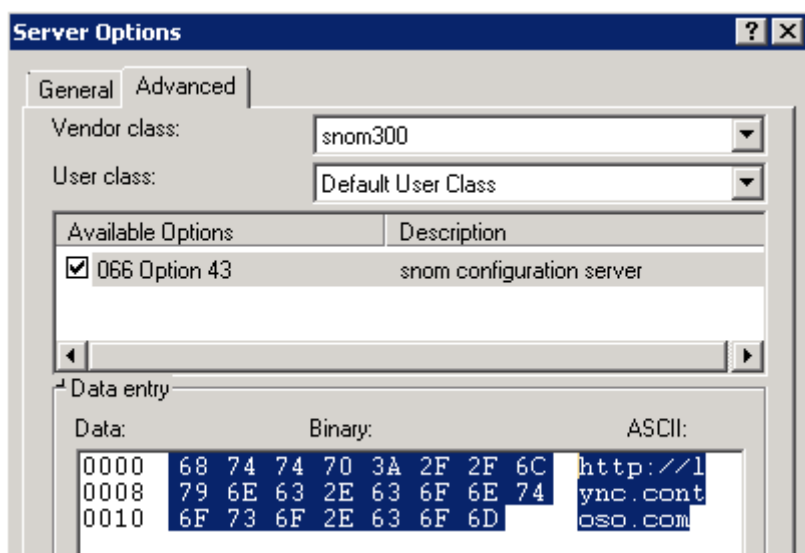 Server Options
General Advanced
Vendor class: snom300
User class: Default User Class
Available Options Description
066 Option 43 snom configuration server
Data entry
Data: Binary: ASCII:
0000 68 74 74 70 3A 2F 2F 6C http://l
0008 79 6E 63 2E 63 6F 6E 74 ync.cont
0010 6F 73 6F 2E 63 6F 6D oso.com